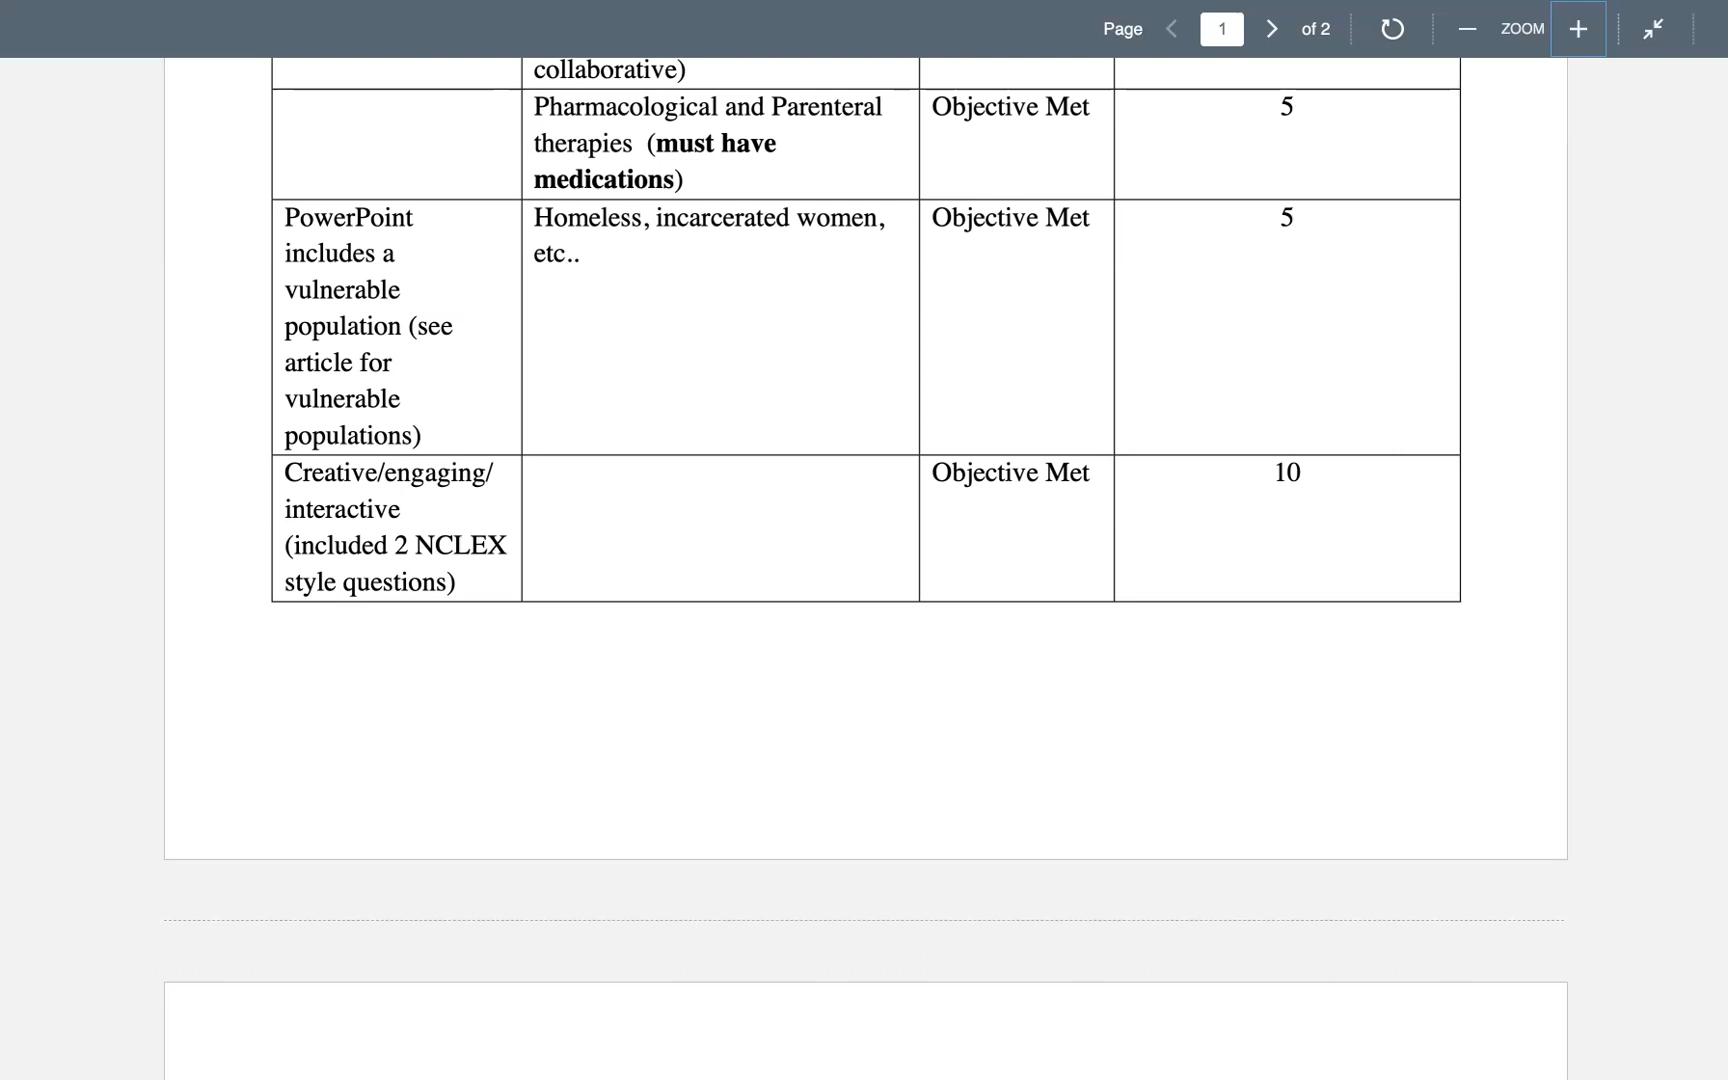 Page 1 of 2 ZOOM
collaborative)
Pharmacological and Parenteral
therapies  (must have
medications)
Objective Met
5
PowerPoint
includes a
vulnerable
population (see
article for
vulnerable
populations)
Homeless, incarcerated women,
etc..
Objective Met
5
Creative/engaging/
interactive
(included 2 NCLEX
style questions)
Objective Met
10